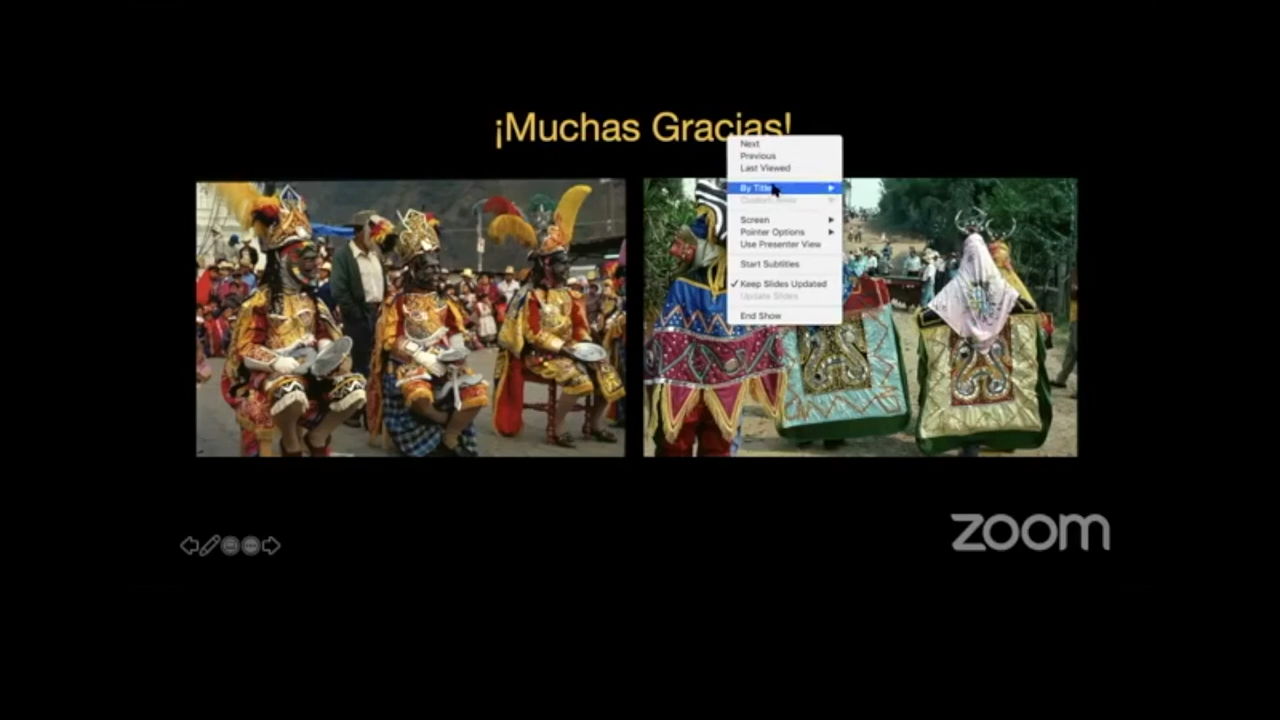 ¡Muchas Gracias!
Next
Previous
Last Viewed
By Title
Screen
Pointer Options
Use Presenter View
Start Subtitles
✓ Keep Slides Updated
Update Slides
End Show
zoom